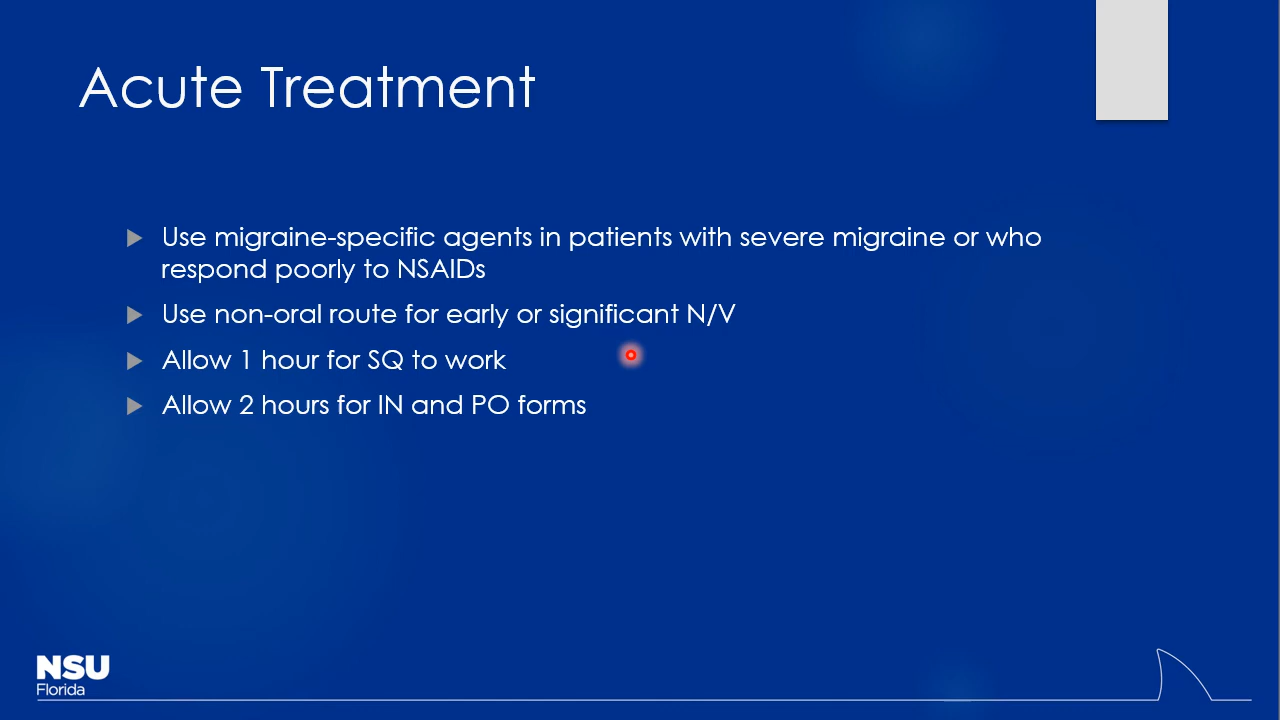 Acute Treatment
Use migraine-specific agents in patients with severe migraine or who
respond poorly to NSAIDs
Use non-oral route for early or significant N/V
Allow 1 hour for SQ to work
Allow 2 hours for IN and PO forms
NSU
Florida